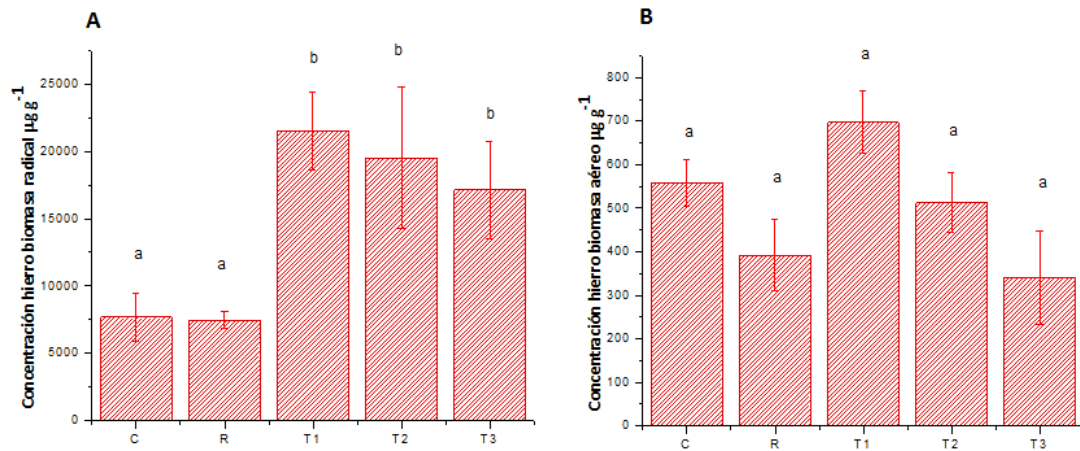 A
Concentración hierro biomasa radical µg g⁻¹
25000
20000
15000
10000
5000
0
a
a
b
b
b
C
R
T1
T2
T3
B
Concentración hierro biomasa aéreo µg g⁻¹
800
700
600
500
400
300
200
100
0
a
a
a
a
a
C
R
T1
T2
T3